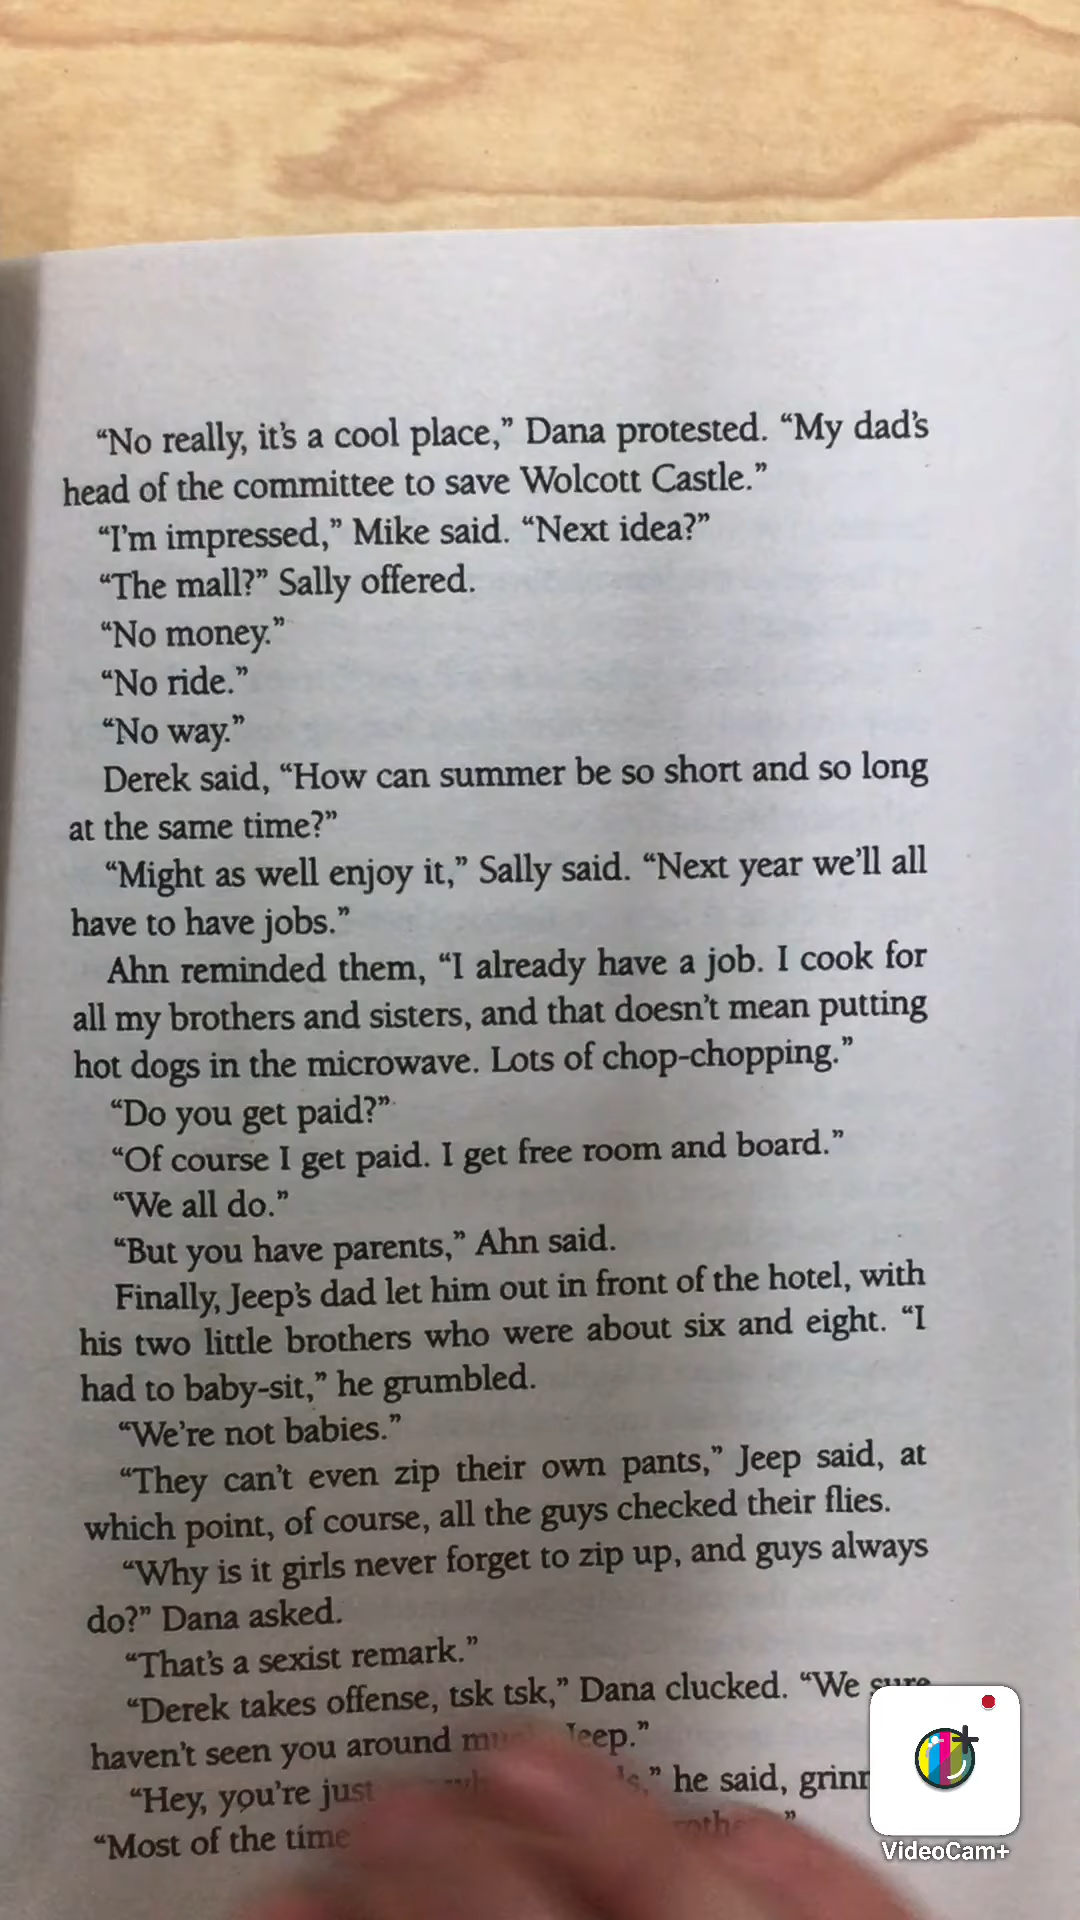 “No really, it’s a cool place,” Dana protested. “My dad’s
head of the committee to save Wolcott Castle.”
“I’m impressed,” Mike said. “Next idea?”
“The mall?” Sally offered.
“No money.”
“No ride.”
“No way.”
Derek said, “How can summer be so short and so long
at the same time?”
“Might as well enjoy it,” Sally said. “Next year we’ll all
have to have jobs.”
Ahn reminded them, “I already have a job. I cook for
all my brothers and sisters, and that doesn’t mean putting
hot dogs in the microwave. Lots of chop-chopping.”
“Do you get paid?”
“Of course I get paid. I get free room and board.”
“We all do.”
“But you have parents,” Ahn said.
Finally, Jeep’s dad let him out in front of the hotel, with
his two little brothers who were about six and eight. “I
had to baby-sit,” he grumbled.
“We’re not babies.”
“They can’t even zip their own pants,” Jeep said, at
which point, of course, all the guys checked their flies.
“Why is it girls never forget to zip up, and guys always
do?” Dana asked.
“That’s a sexist remark.”
“Derek takes offense, tsk tsk,” Dana clucked. “We sure
haven’t seen you around Jeep.”
“Hey, you’re just he said,
“Most of the time
VideoCam+